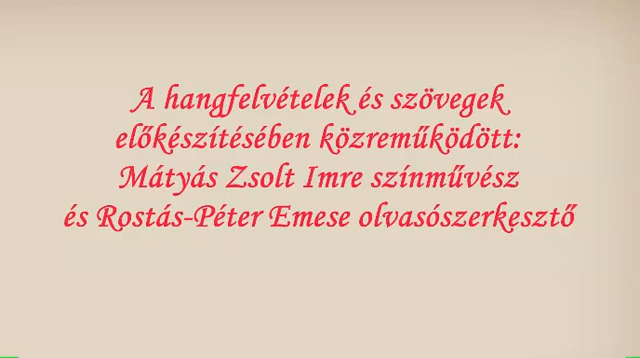 A hangfelvételek és szövegek
előkészítésében közreműködött:
Mátyás Zsolt Imre színművész
és Rostás-Péter Emese olvasószerkesztő